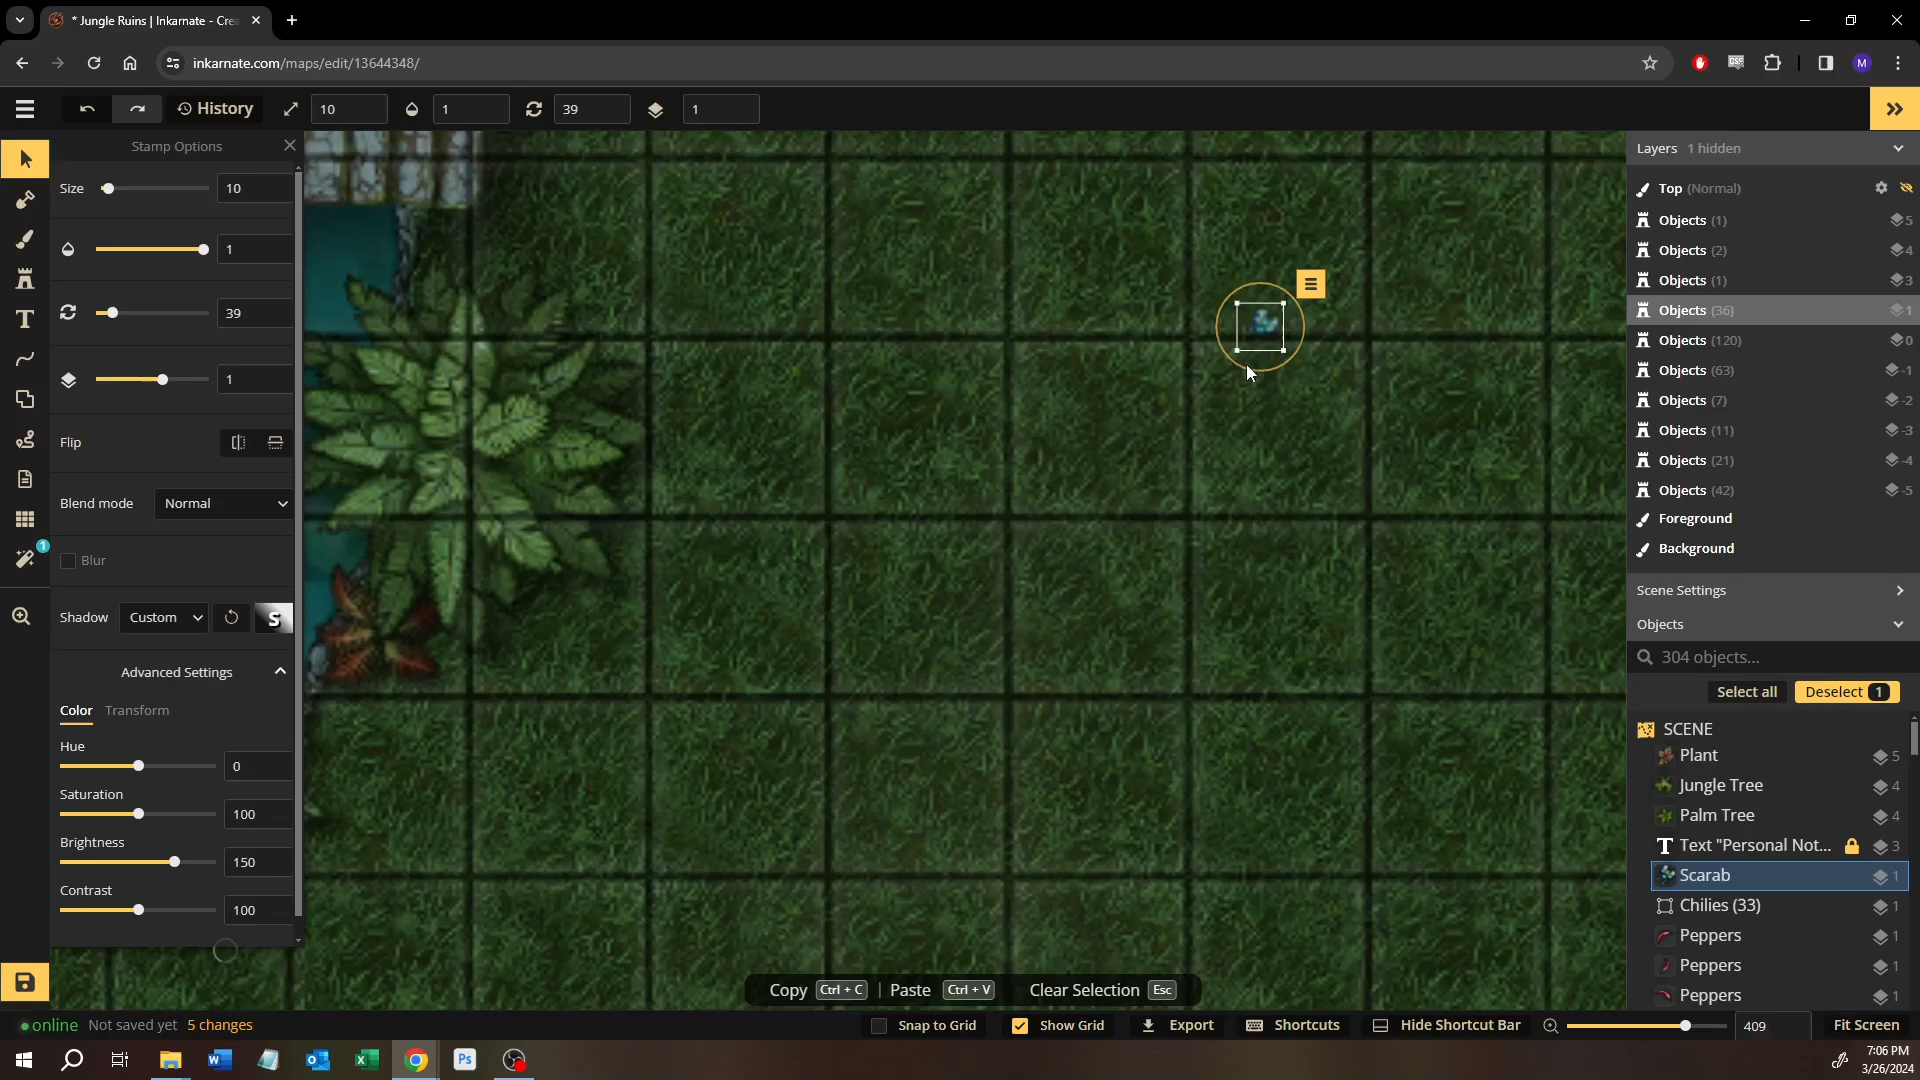 * Jungle Ruins | Inkarnate - Crea
inkarnate.com/maps/edit/13644348/
M
History
10
1
39
1
Stamp Options
Size
10
1
39
1
Flip
Blend mode
Normal
Blur
Shadow
Custom
S
Advanced Settings
Color
Transform
Hue
0
Saturation
100
Brightness
150
Contrast
100
1
Layers 1 hidden
Top (Normal)
Objects (1) 5
Objects (2) 4
Objects (1) 3
Objects (36) 1
Objects (120) 0
Objects (63) -1
Objects (7) -2
Objects (11) -3
Objects (21) -4
Objects (42) -5
Foreground
Background
Scene Settings
Objects
304 objects...
Select all
Deselect 1
SCENE
Plant 5
Jungle Tree 4
Palm Tree 4
T Text "Personal Not... 3
Scarab 1
Chilies (33) 1
Peppers 1
Peppers 1
Peppers 1
Copy Ctrl + C | Paste Ctrl + V Clear Selection Esc
online Not saved yet 5 changes
Snap to Grid
Show Grid
Export
Shortcuts
Hide Shortcut Bar
409
Fit Screen
Ps
7:06 PM
3/26/2024